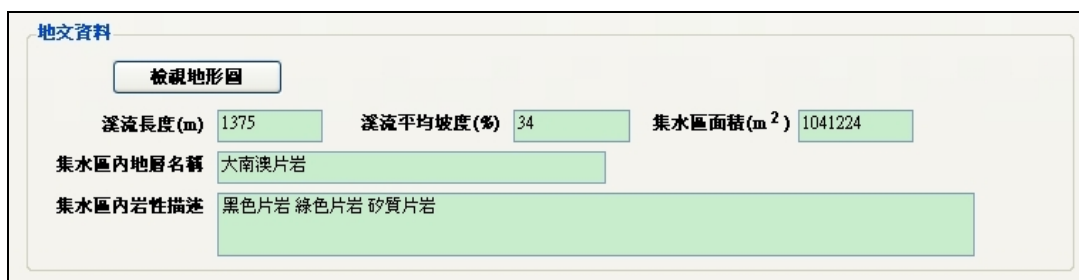 地文資料
檢視地形圖
溪流長度(m) 1375 溪流平均坡度(%) 34 集水區面積(m²) 1041224
集水區內地層名稱 大南澳片岩
集水區內岩性描述 黑色片岩 綠色片岩 矽質片岩